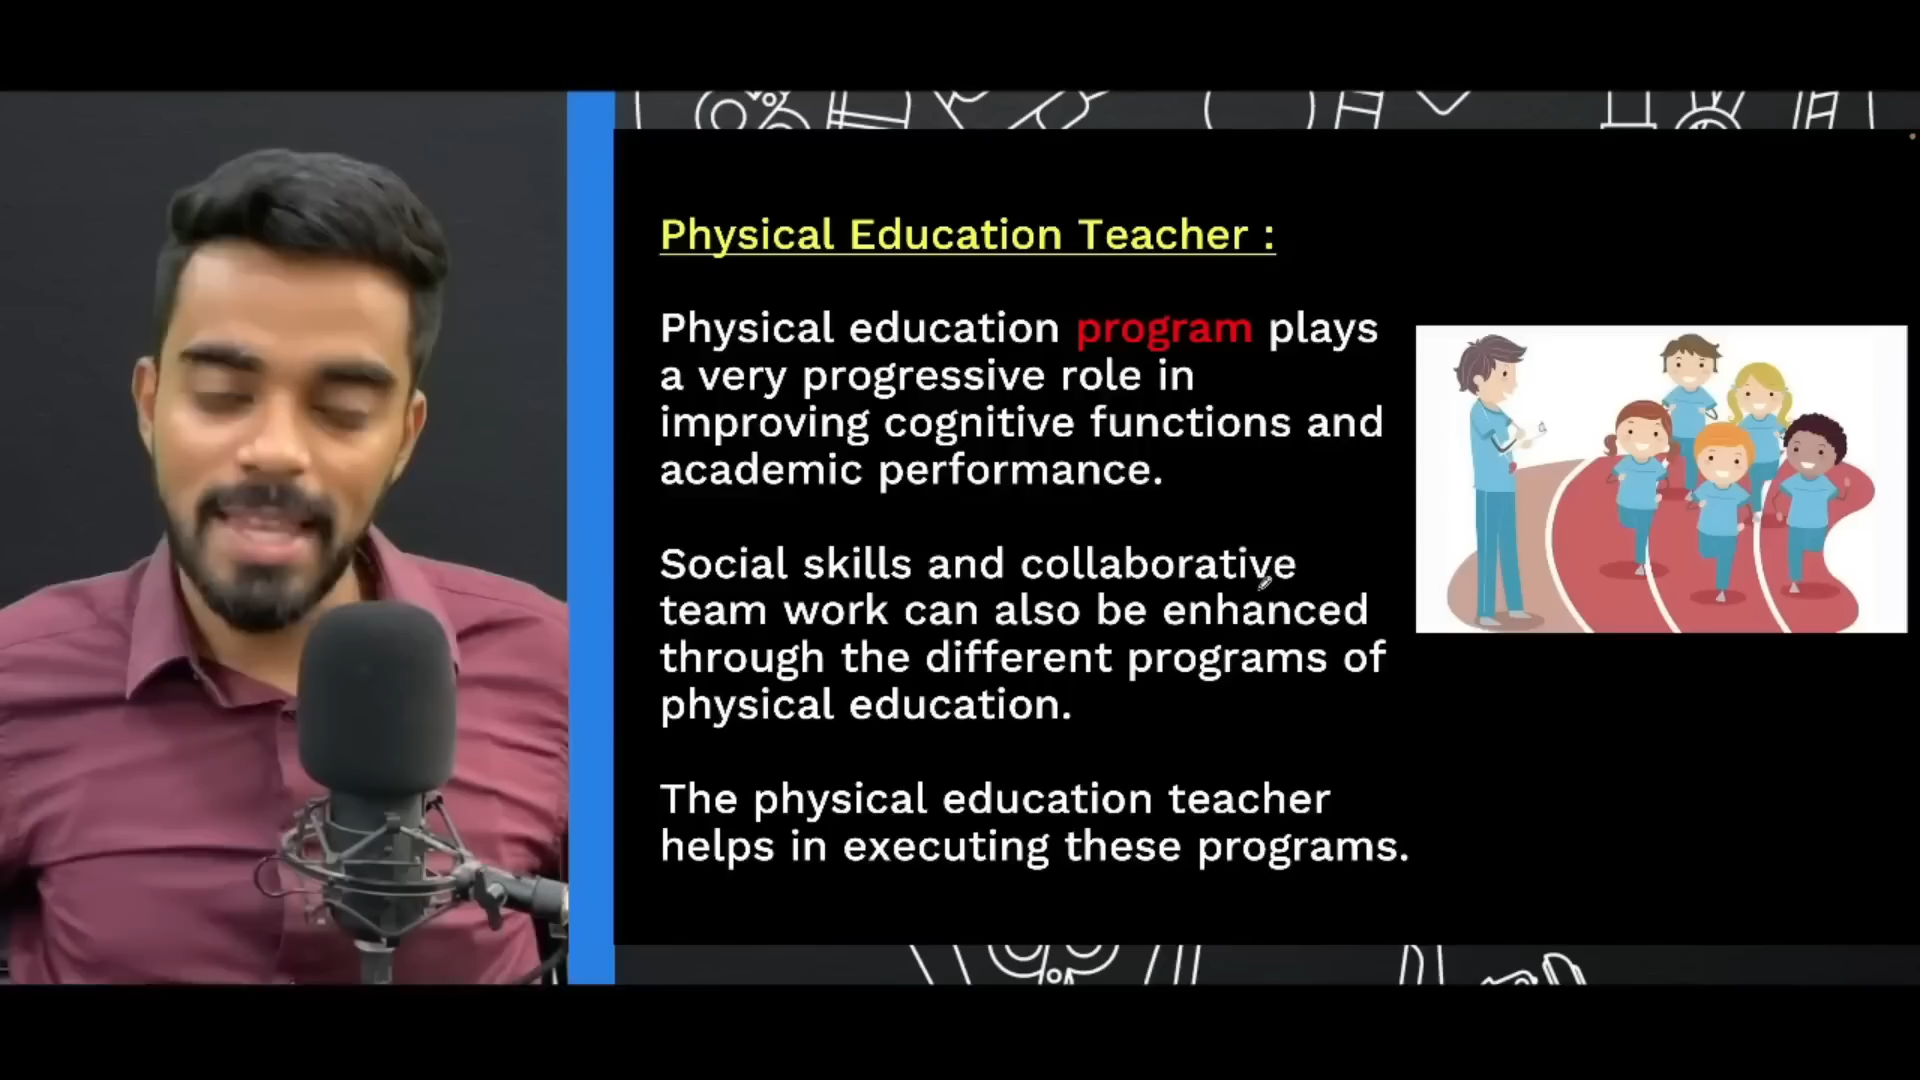 Physical Education Teacher :
Physical education program plays
a very progressive role in
improving cognitive functions and
academic performance.
Social skills and collaborative
team work can also be enhanced
through the different programs of
physical education.
The physical education teacher
helps in executing these programs.